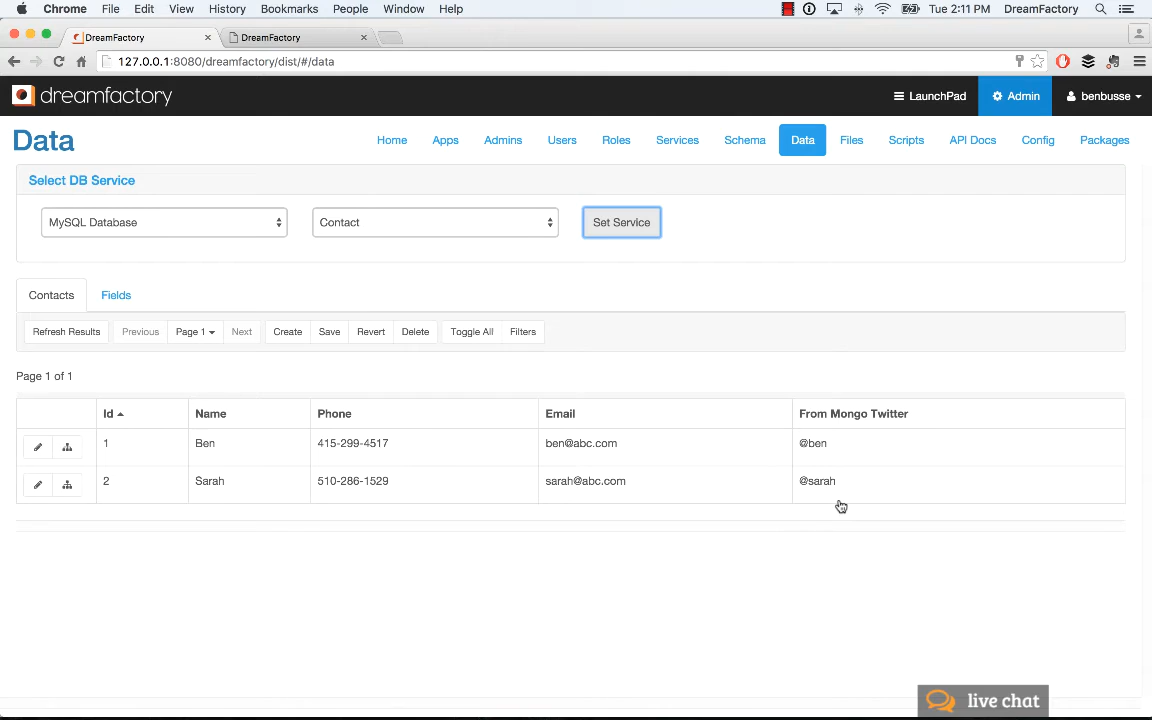 Chrome File Edit View History Bookmarks People Window Help Tue 2:11 PM DreamFactory
DreamFactory × DreamFactory ×
127.0.0.1:8080/dreamfactory/dist/#/data
dreamfactory LaunchPad Admin benbusse
Data Home Apps Admins Users Roles Services Schema Data Files Scripts API Docs Config Packages
Select DB Service
MySQL Database Contact Set Service
Contacts Fields
Refresh Results Previous Page 1 Next Create Save Revert Delete Toggle All Filters
Page 1 of 1
Id Name Phone Email From Mongo Twitter
1 Ben 415-299-4517 ben@abc.com @ben
2 Sarah 510-286-1529 sarah@abc.com @sarah
live chat